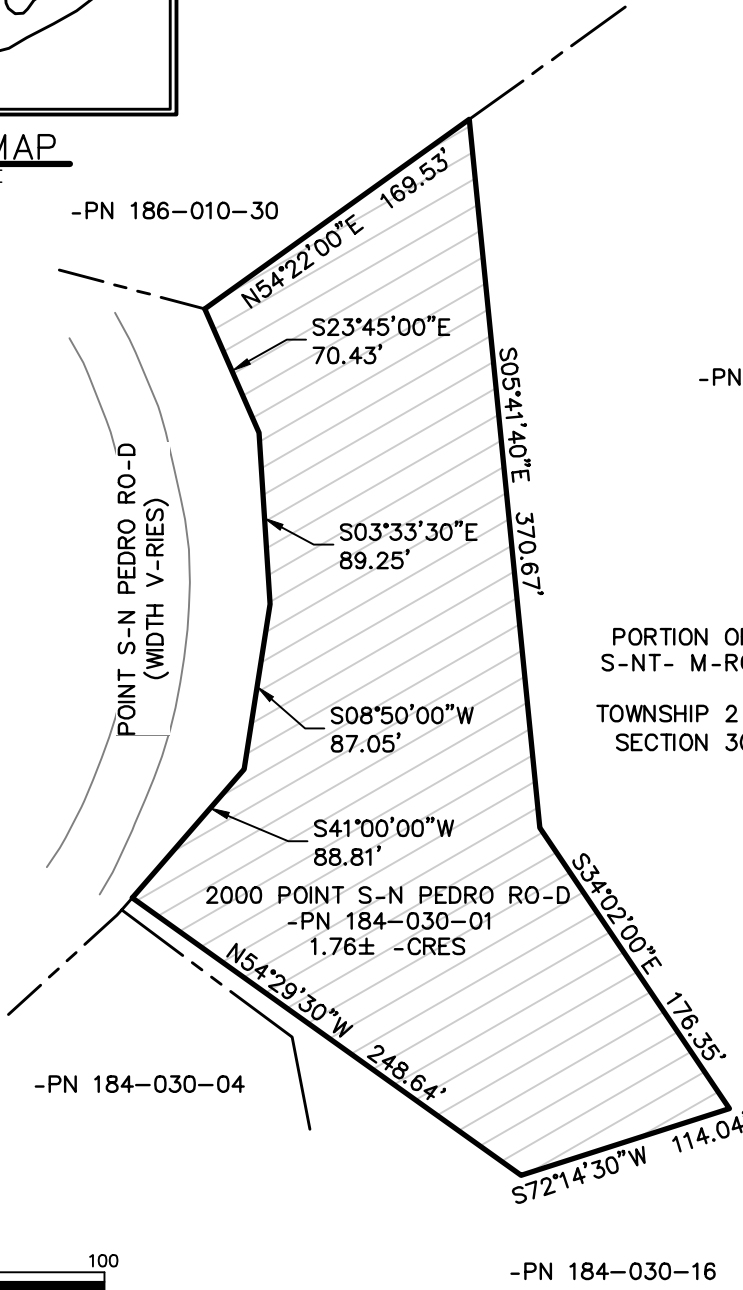 MAP
-PN 186-010-30
N54°22'00"E 169.53'
S23°45'00"E
70.43'
S05°41'40"E 370.67'
-PN
POINT S-N PEDRO RO-D
(WIDTH V-RIES)
S03°33'30"E
89.25'
PORTION
S-NT- M-R
TOWNSHIP 2
SECTION 30
S08°50'00"W
87.05'
S41°00'00"W
88.81'
2000 POINT S-N PEDRO RO-D
-PN 184-030-01
1.76± -CRES
S34°02'00"E 176.35'
N54°29'30"W 248.64'
-PN 184-030-04
S72°14'30"W 114.04'
100
-PN 184-030-16